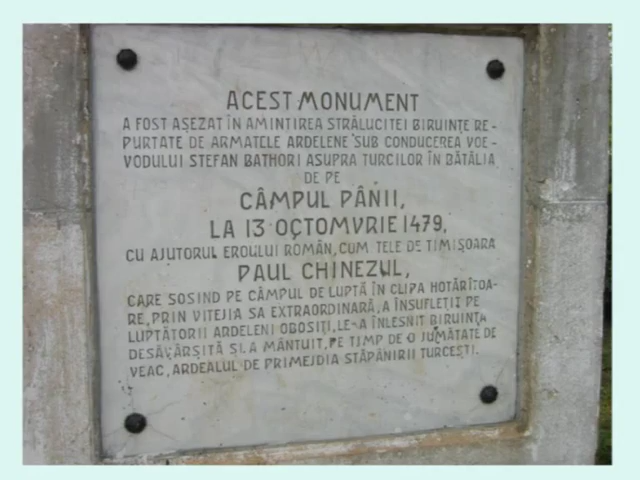 ACEST MONUMENT
A FOST AȘEZAT ÎN AMINTIREA STRĂLUCITEI BIRUINȚE RE-
PURTATE DE ARMATELE ARDELENE SUB CONDUCEREA VOE-
VODULUI STEFAN BATHORI ASUPRA TURCILOR ÎN BĂTĂLIA
DE PE
CÂMPUL PÂNII,
LA 13 OCTOMVRIE 1479,
CU AJUTORUL EROULUI ROMÂN, CUM TELE DE TIMIȘOARA
PAUL CHINEZUL,
CARE SOSIND PE CÂMPUL DE LUPTĂ ÎN CLIPA HOTĂRÎTOA-
RE, PRIN VITEJIA SA EXTRAORDINARĂ, A ÎNSUFLEȚIT PE
LUPTĂTORII ARDELENI OBOSIȚI, LE-A ÎNLESNIT BIRUINȚA
DESĂVÂRȘITĂ ȘI A MÂNTUIT, PE TIMP DE O JUMĂTATE DE
VEAC, ARDEALUL DE PRIMEJDIA STĂPÂNIRII TURCEȘTI.